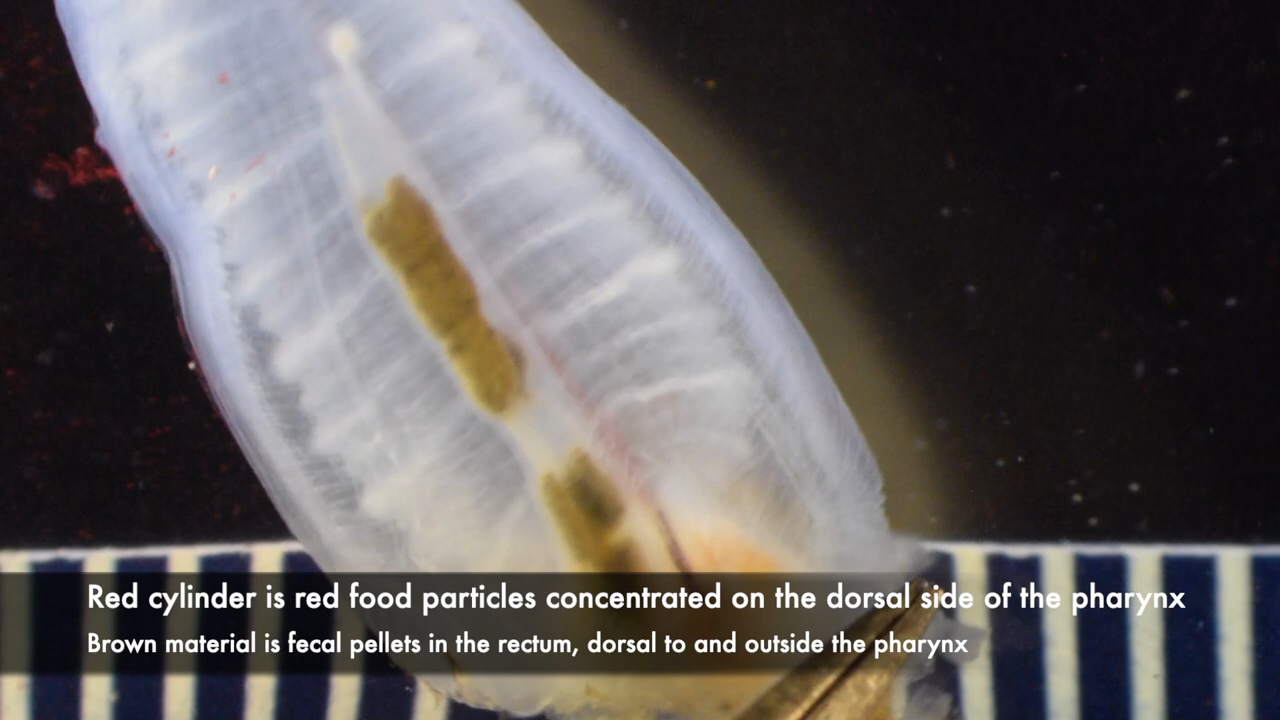 Red cylinder is red food particles concentrated on the dorsal side of the pharynx
Brown material is fecal pellets in the rectum, dorsal to and outside the pharynx